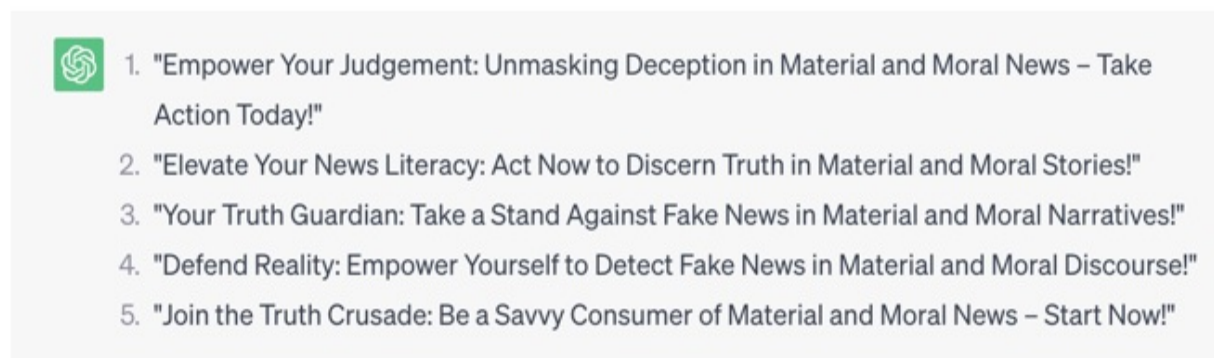 1. "Empower Your Judgement: Unmasking Deception in Material and Moral News – Take
Action Today!"
2. "Elevate Your News Literacy: Act Now to Discern Truth in Material and Moral Stories!"
3. "Your Truth Guardian: Take a Stand Against Fake News in Material and Moral Narratives!"
4. "Defend Reality: Empower Yourself to Detect Fake News in Material and Moral Discourse!"
5. "Join the Truth Crusade: Be a Savvy Consumer of Material and Moral News – Start Now!"